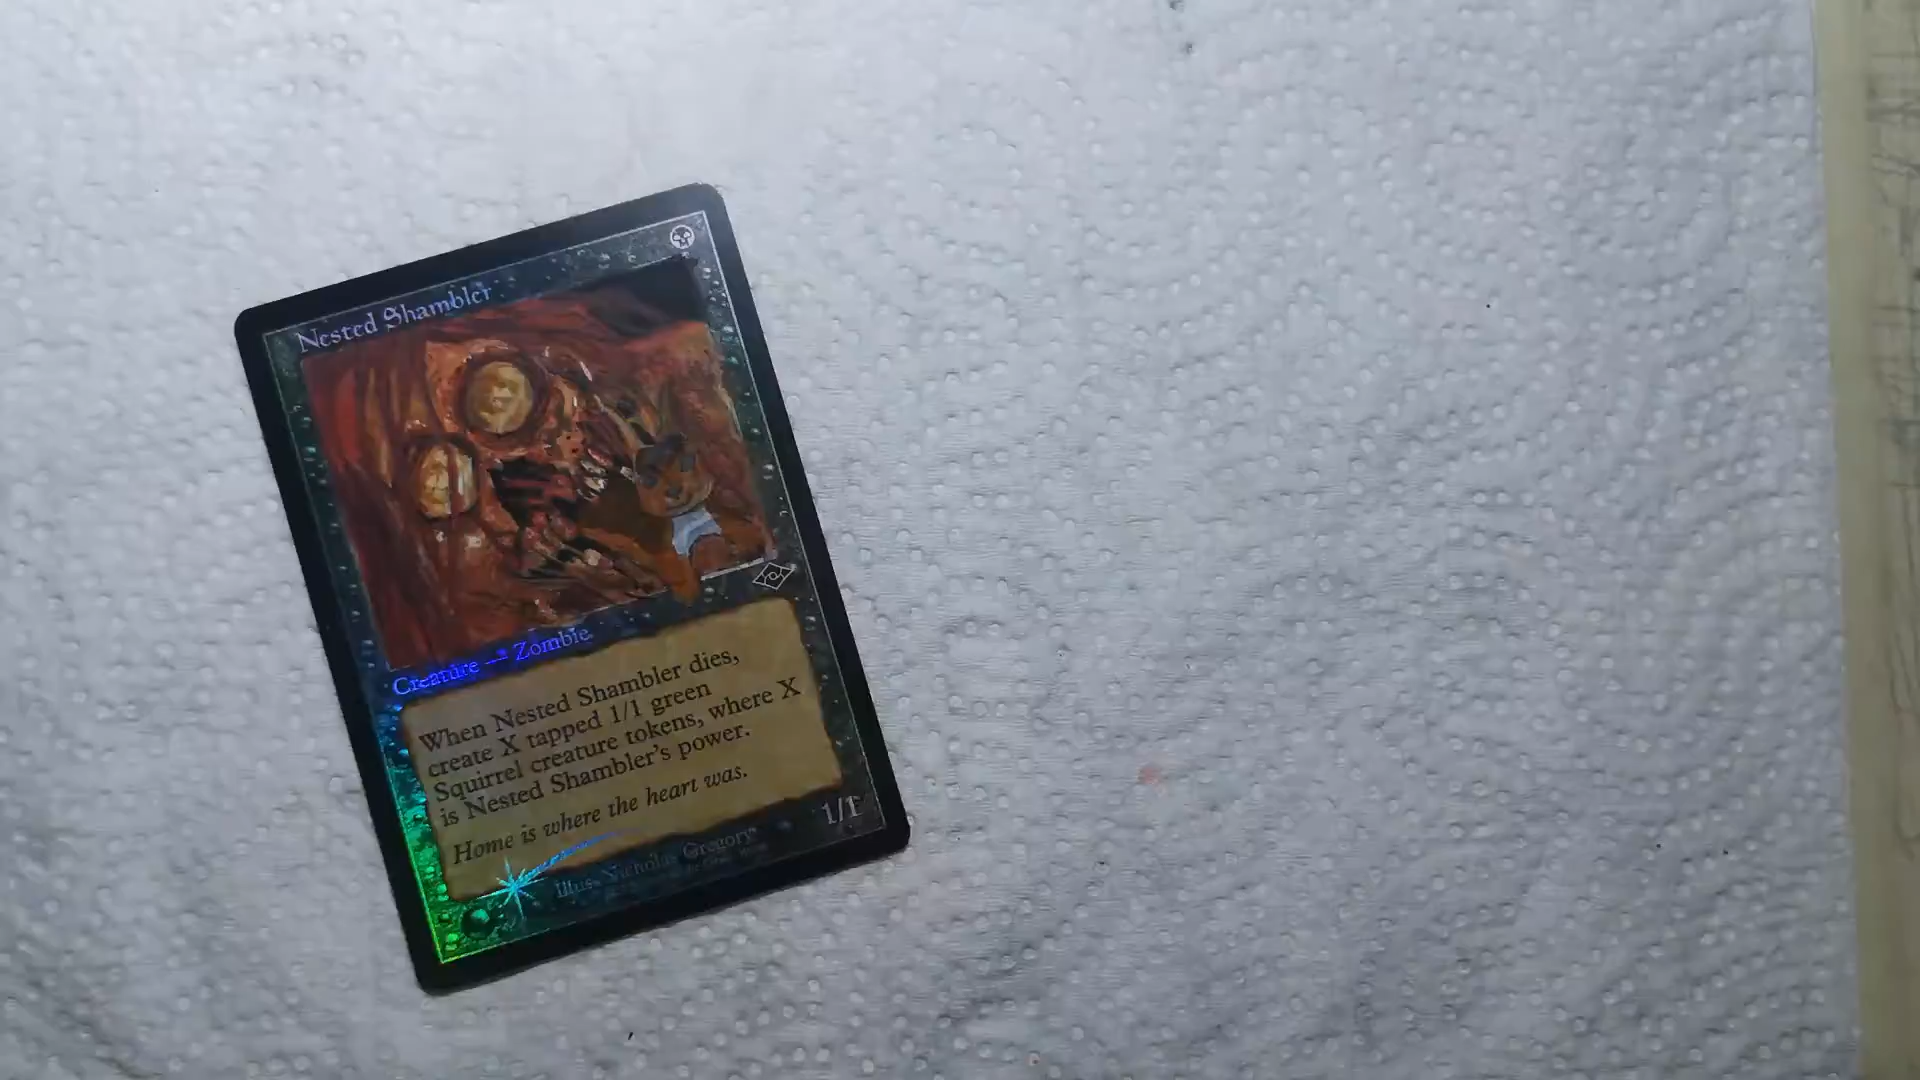 Nested Shambler
Creature — Zombie
When Nested Shambler dies,
create X tapped 1/1 green
Squirrel creature tokens, where X
is Nested Shambler's power.
Home is where the heart was.
1/1
Illus. Nicholas Gregory